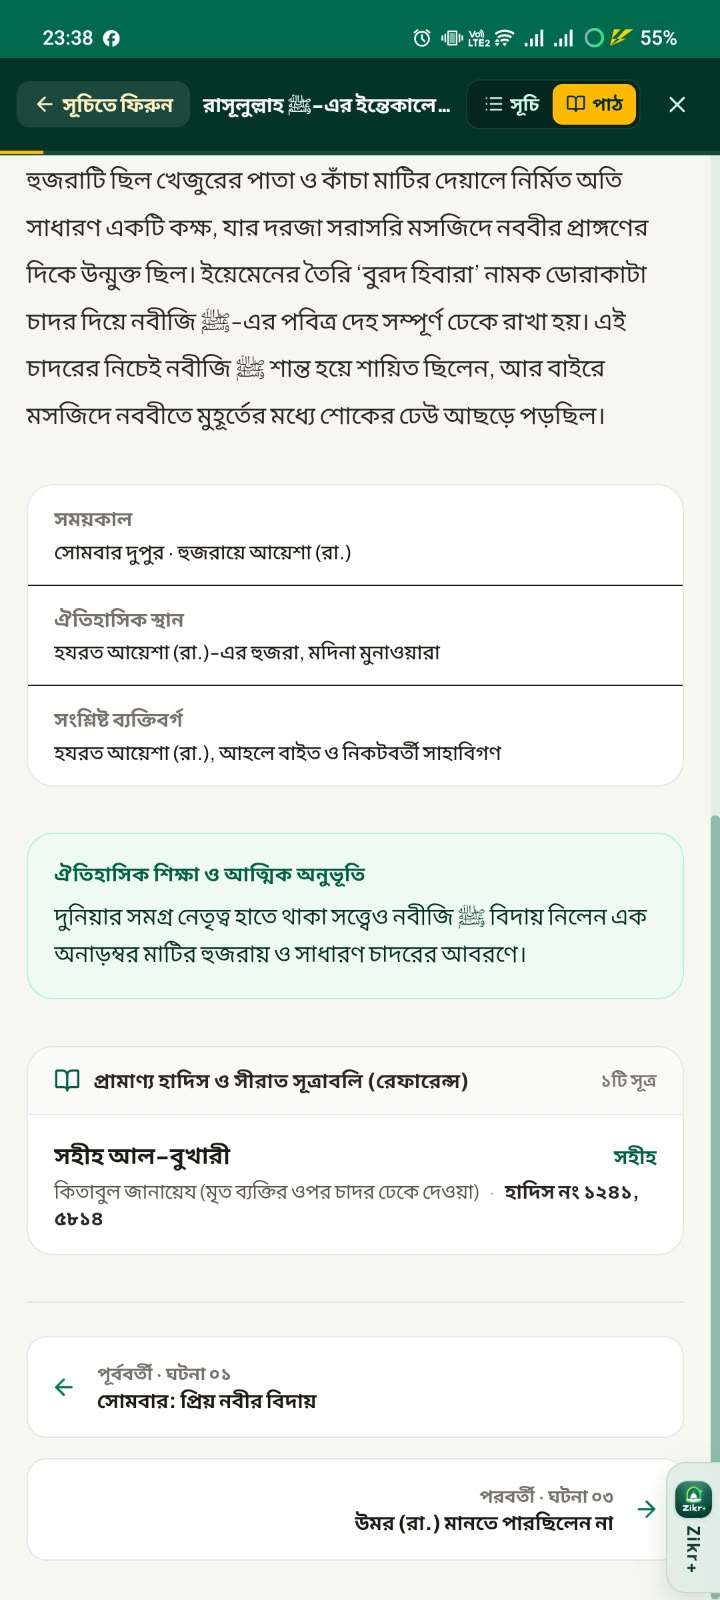 23:38
Vo) LTE2
55%
← সূচিতে ফিরুন
রাসূলুল্লাহ ﷺ-এর ইন্তেকালে...
সূচি
পাঠ
হুজরাটি ছিল খেজুরের পাতা ও কাঁচা মাটির দেয়ালে নির্মিত অতি
সাধারণ একটি কক্ষ, যার দরজা সরাসরি মসজিদে নববীর প্রাঙ্গণের
দিকে উন্মুক্ত ছিল। ইয়েমেনের তৈরি ‘বুরদ হিবারা’ নামক ডোরাকাটা
চাদর দিয়ে নবীজি ﷺ-এর পবিত্র দেহ সম্পূর্ণ ঢেকে রাখা হয়। এই
চাদরের নিচেই নবীজি ﷺ শান্ত হয়ে শায়িত ছিলেন, আর বাইরে
মসজিদে নববীতে মুহূর্তের মধ্যে শোকের ঢেউ আছড়ে পড়ছিল।
সময়কাল
সোমবার দুপুর · হুজরায়ে আয়েশা (রা.)
ঐতিহাসিক স্থান
হযরত আয়েশা (রা.)-এর হুজরা, মদিনা মুনাওয়ারা
সংশ্লিষ্ট ব্যক্তিবর্গ
হযরত আয়েশা (রা.), আহলে বাইত ও নিকটবর্তী সাহাবিগণ
ঐতিহাসিক শিক্ষা ও আত্মিক অনুভূতি
দুনিয়ার সমগ্র নেতৃত্ব হাতে থাকা সত্ত্বেও নবীজি ﷺ বিদায় নিলেন এক
অনাড়ম্বর মাটির হুজরায় ও সাধারণ চাদরের আবরণে।
প্রামাণ্য হাদিস ও সীরাত সূত্রাবলি (রেফারেন্স)
১টি সূত্র
সহীহ আল-বুখারী
সহীহ
কিতাবুল জানায়েয (মৃত ব্যক্তির ওপর চাদর ঢেকে দেওয়া) · হাদিস নং ১২৪১,
৫৮১৪
পূর্ববর্তী · ঘটনা ০১
সোমবার: প্রিয় নবীর বিদায়
পরবর্তী · ঘটনা ০৩
উমর (রা.) মানতে পারছিলেন না
Zikr+
Zikr+